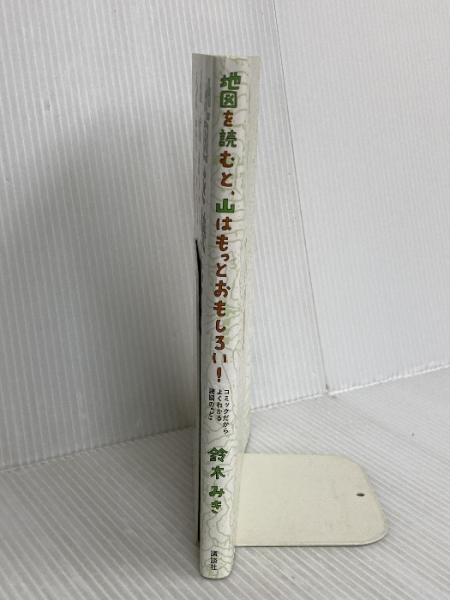 地図を読むと、山はもっとおもしろい!
コミックだから
よくわかる
読図のこと
鈴木みき
講談社